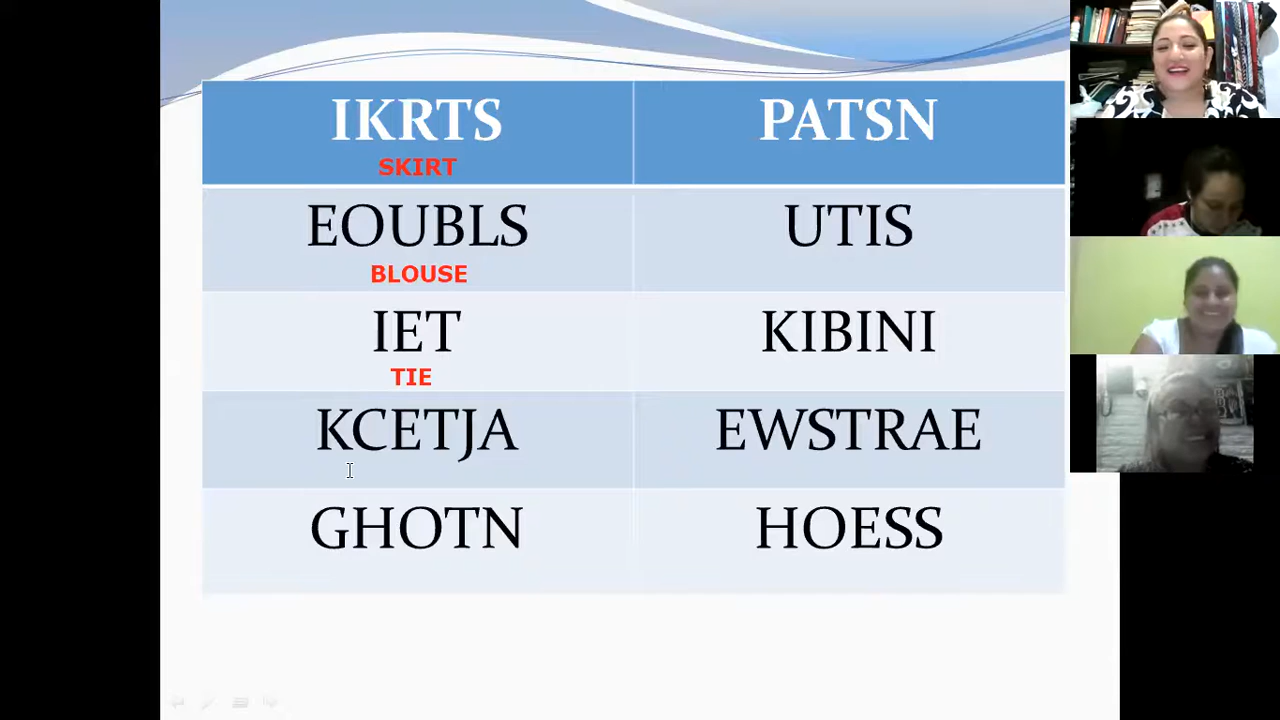 IKRTS PATSN
SKIRT
EOUBLS UTIS
BLOUSE
IET KIBINI
TIE
KCETJA EWSTRAE
GHOTN HOESS